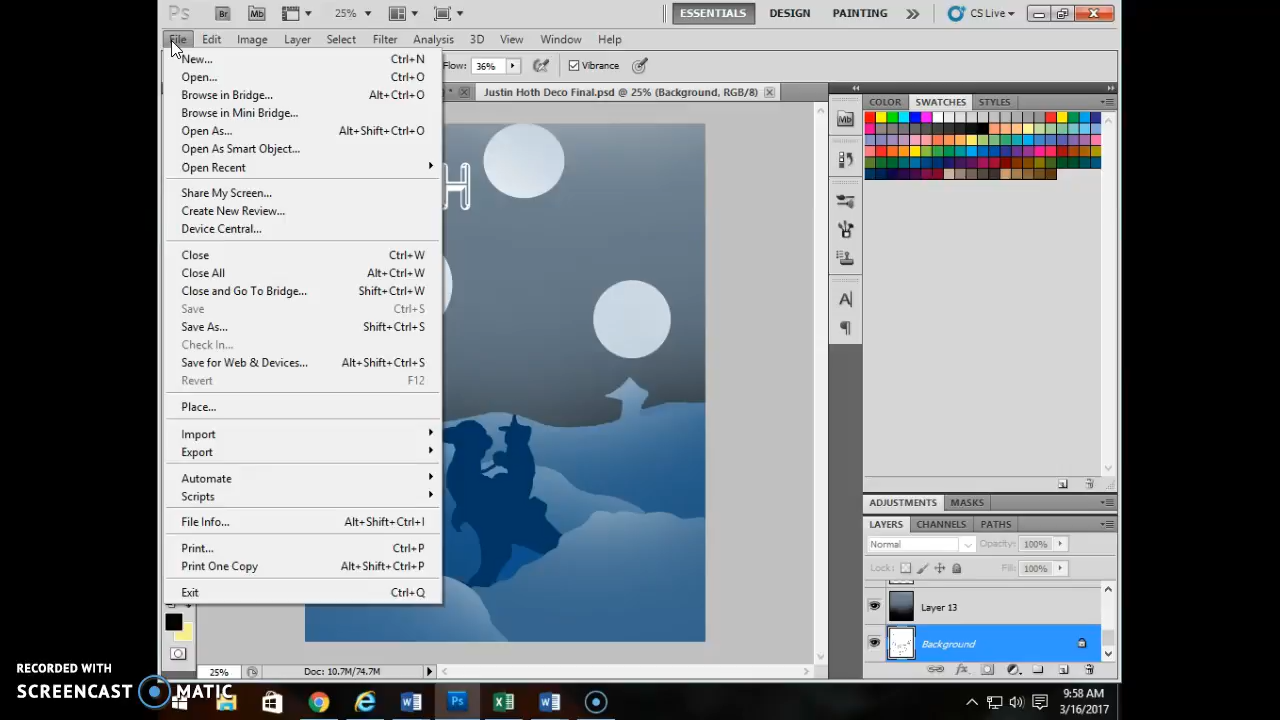 Ps Br Mb 25% ESSENTIALS DESIGN PAINTING CS Live
File Edit Image Layer Select Filter Analysis 3D View Window Help
Flow: 36% Vibrance
Justin Hoth Deco Final.psd @ 25% (Background, RGB/8)
New... Ctrl+N
Open... Ctrl+O
Browse in Bridge... Alt+Ctrl+O
Browse in Mini Bridge...
Open As... Alt+Shift+Ctrl+O
Open As Smart Object...
Open Recent
Share My Screen...
Create New Review...
Device Central...
Close Ctrl+W
Close All Alt+Ctrl+W
Close and Go To Bridge... Shift+Ctrl+W
Save Ctrl+S
Save As... Shift+Ctrl+S
Check In...
Save for Web & Devices... Alt+Shift+Ctrl+S
Revert F12
Place...
Import
Export
Automate
Scripts
File Info... Alt+Shift+Ctrl+I
Print... Ctrl+P
Print One Copy Alt+Shift+Ctrl+P
Exit Ctrl+Q
H
Mb
COLOR SWATCHES STYLES
ADJUSTMENTS MASKS
LAYERS CHANNELS PATHS
Normal Opacity: 100%
Lock: Fill: 100%
Layer 13
Background
25% Doc: 10.7M/74.7M
RECORDED WITH
SCREENCAST MATIC
9:58 AM
3/16/2017